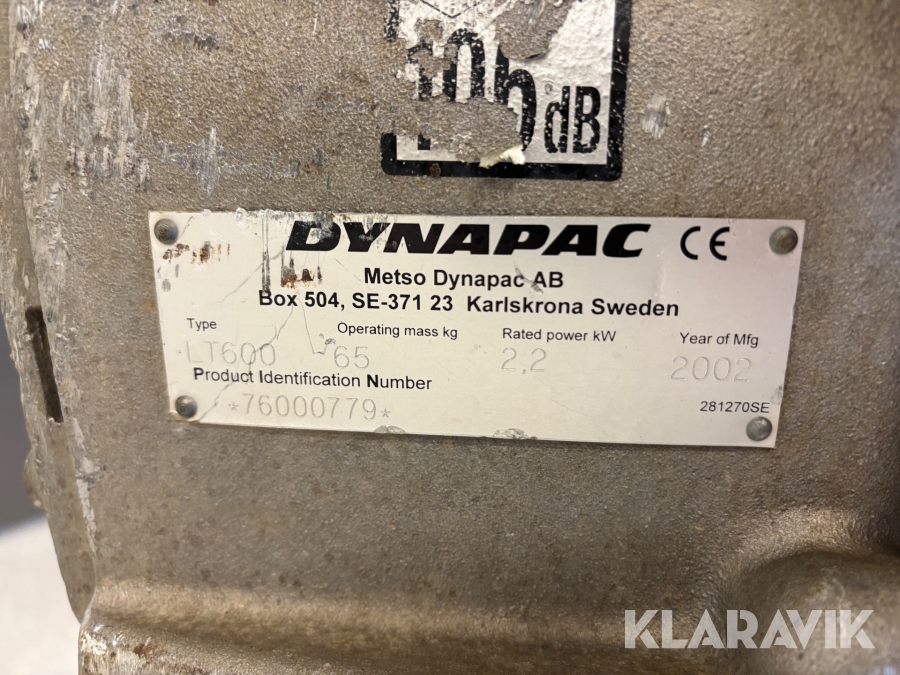 dB
DYNAPAC CE
Metso Dynapac AB
Box 504, SE-371 23 Karlskrona Sweden
Type Operating mass kg Rated power kW Year of Mfg
LT600 65 2,2 2002
Product Identification Number
*76000779*
281270SE
KLARAVIK